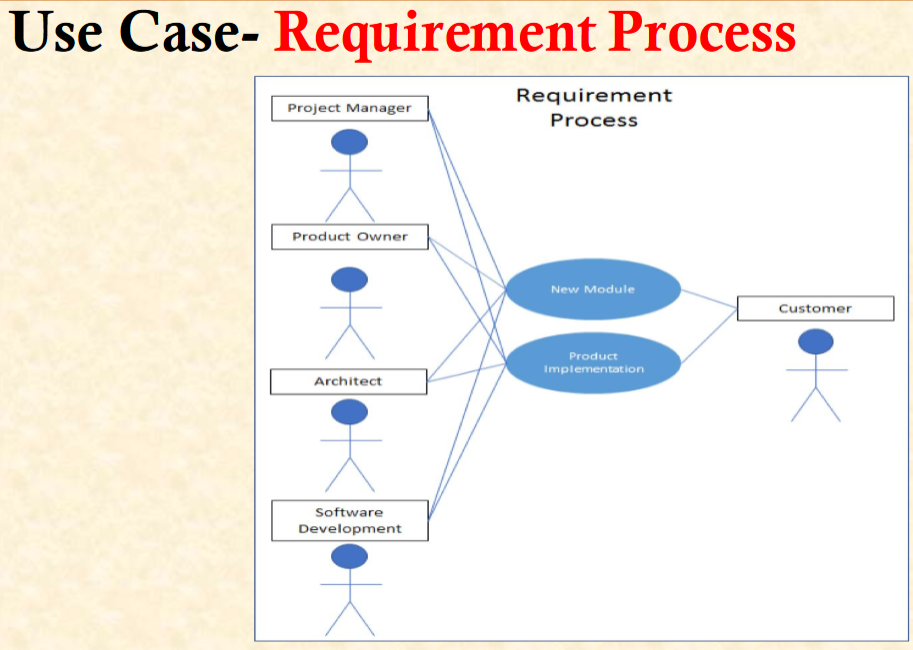 Use Case- Requirement Process
Requirement
Process
Project Manager
Product Owner
New Module
Customer
Product
Implementation
Architect
Software
Development